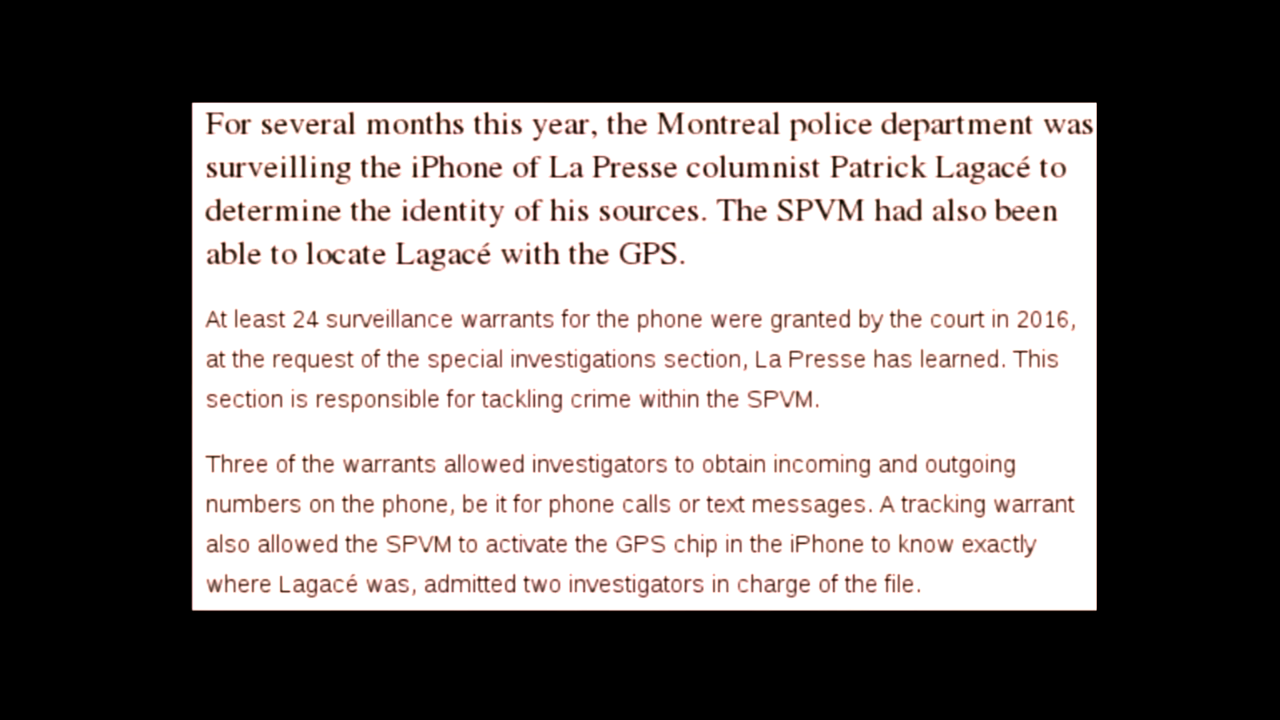 For several months this year, the Montreal police department was
surveilling the iPhone of La Presse columnist Patrick Lagacé to
determine the identity of his sources. The SPVM had also been
able to locate Lagacé with the GPS.
At least 24 surveillance warrants for the phone were granted by the court in 2016,
at the request of the special investigations section, La Presse has learned. This
section is responsible for tackling crime within the SPVM.
Three of the warrants allowed investigators to obtain incoming and outgoing
numbers on the phone, be it for phone calls or text messages. A tracking warrant
also allowed the SPVM to activate the GPS chip in the iPhone to know exactly
where Lagacé was, admitted two investigators in charge of the file.